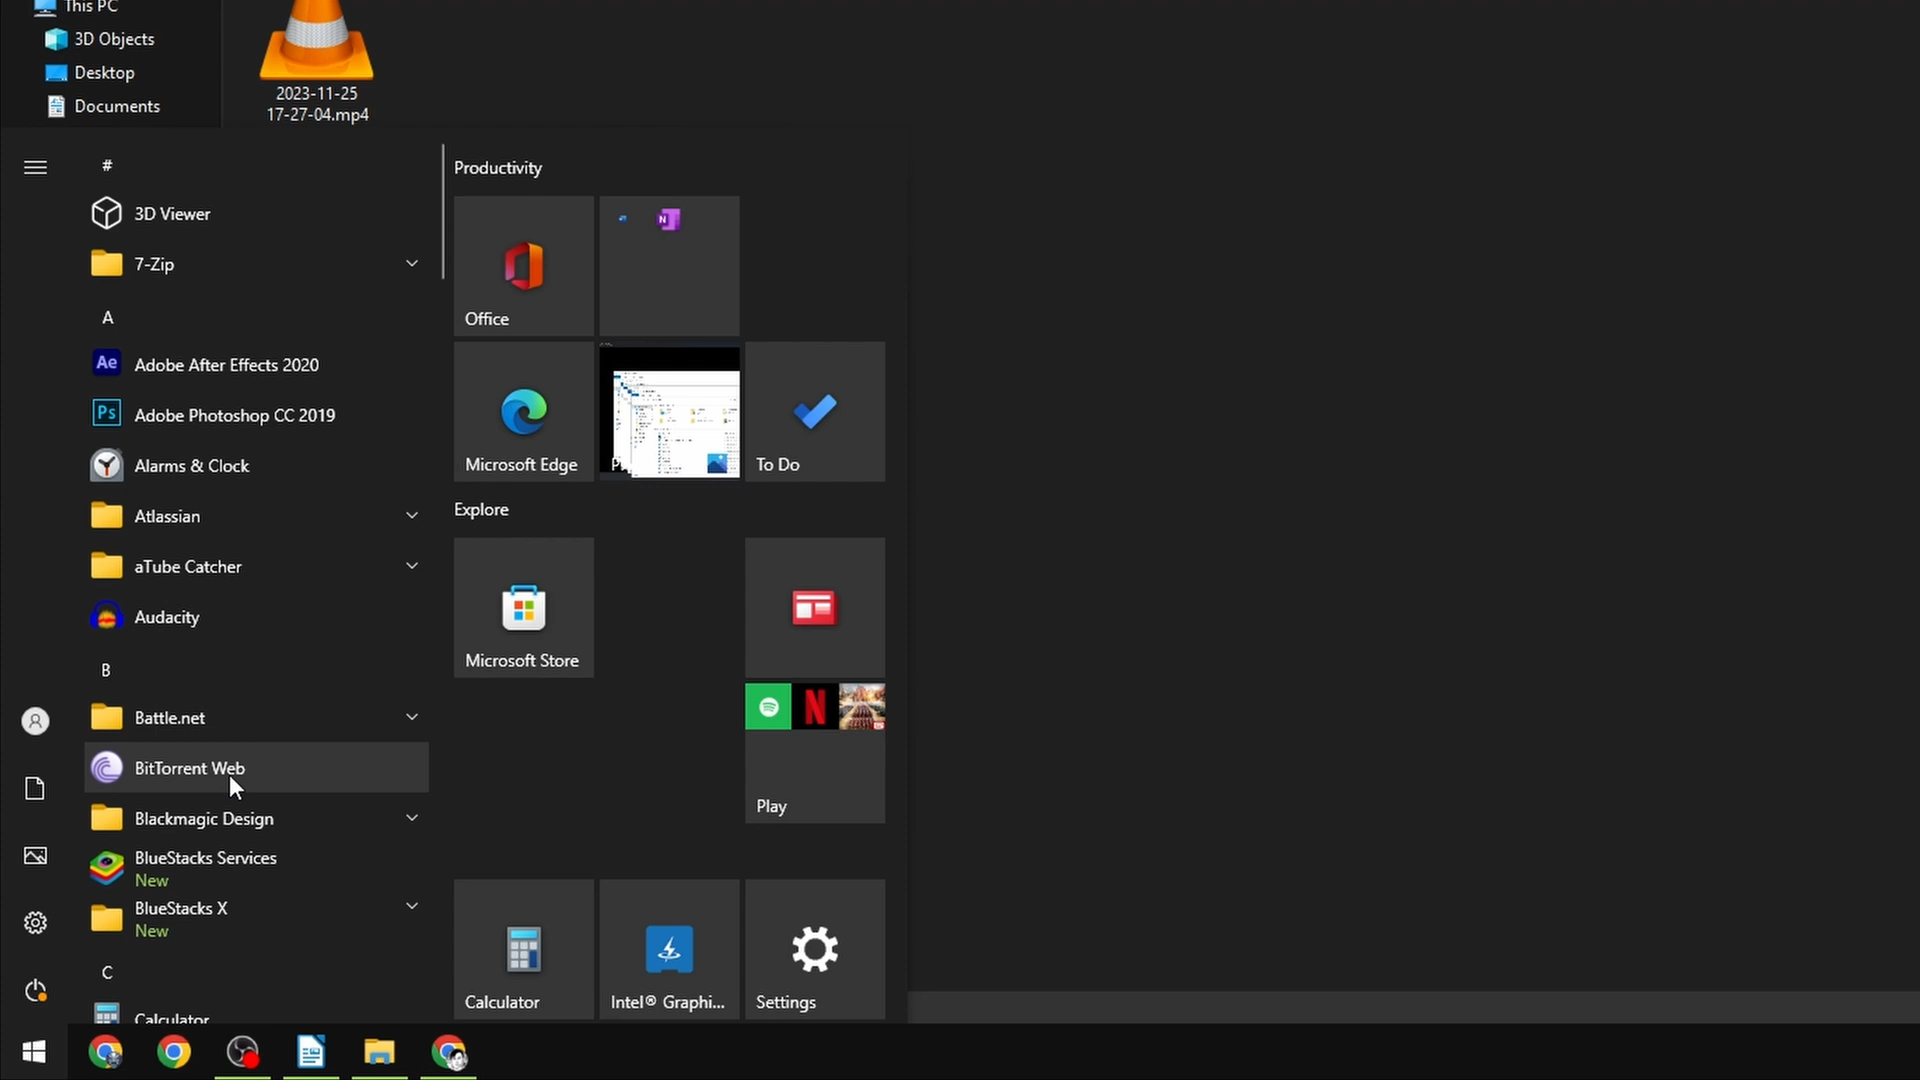 This PC
3D Objects
Desktop
Documents
2023-11-25
17-27-04.mp4
#
3D Viewer
7-Zip
A
Ae Adobe After Effects 2020
Ps Adobe Photoshop CC 2019
Alarms & Clock
Atlassian
aTube Catcher
Audacity
B
Battle.net
BitTorrent Web
Blackmagic Design
BlueStacks Services
New
BlueStacks X
New
C
Calculator
Productivity
Office
N
Microsoft Edge
To Do
Explore
Microsoft Store
N
Play
Calculator
Intel® Graphi...
Settings